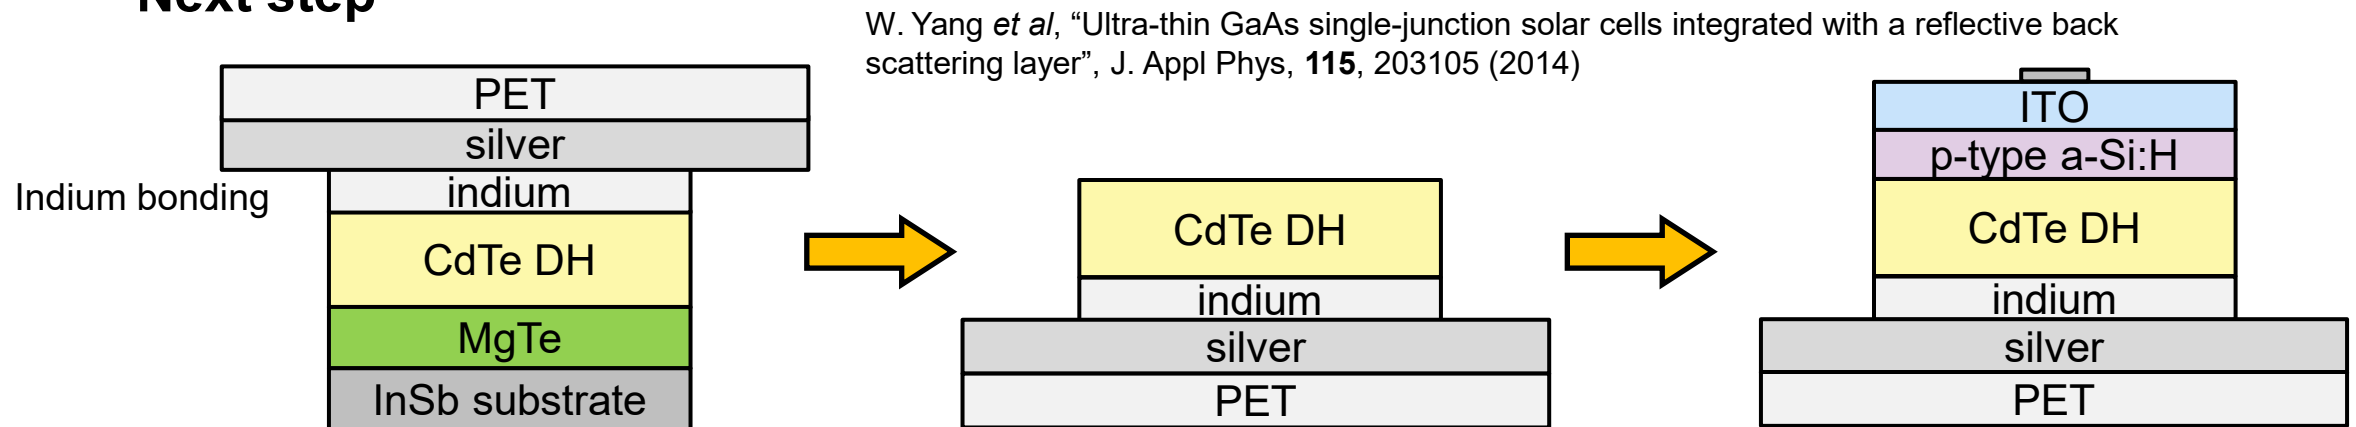 Next step
W. Yang et al, “Ultra-thin GaAs single-junction solar cells integrated with a reflective back
scattering layer”, J. Appl Phys, 115, 203105 (2014)
Indium bonding
PET
silver
indium
CdTe DH
MgTe
InSb substrate
CdTe DH
indium
silver
PET
ITO
p-type a-Si:H
CdTe DH
indium
silver
PET